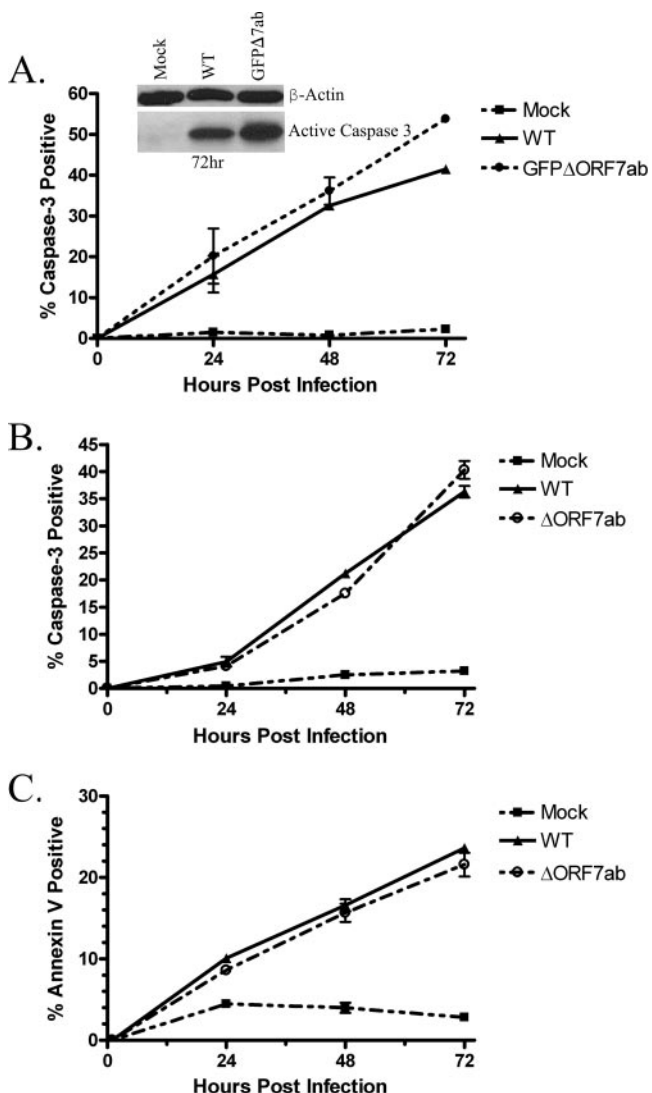 A.
Mock
WT
GFPΔ7ab
β-Actin
Active Caspase 3
72hr
% Caspase-3 Positive
60
50
40
30
20
10
0
0 24 48 72
Hours Post Infection
Mock
WT
GFPΔORF7ab
B.
% Caspase-3 Positive
45
40
35
30
25
20
15
10
5
0
0 24 48 72
Hours Post Infection
Mock
WT
ΔORF7ab
C.
% Annexin V Positive
30
20
10
0
0 24 48 72
Hours Post Infection
Mock
WT
ΔORF7ab